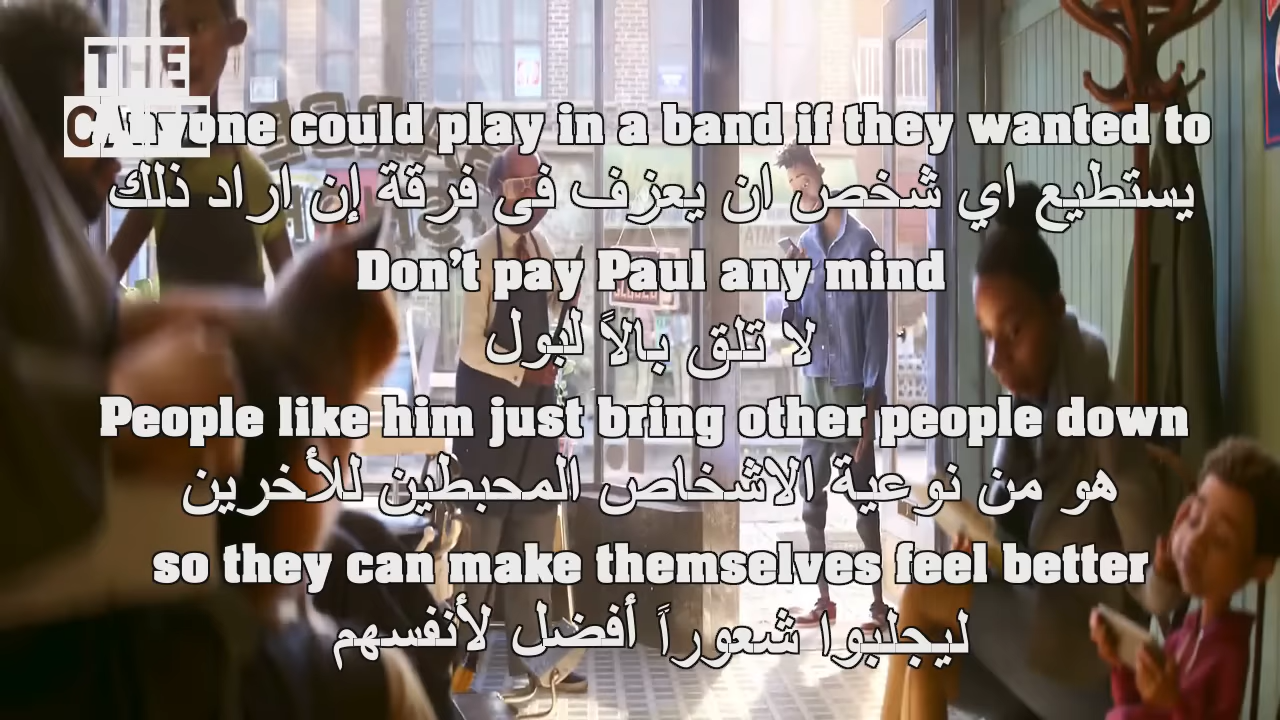 THE
Anyone could play in a band if they wanted to
يستطيع اي شخص ان يعزف فى فرقة إن اراد ذلك
Don't pay Paul any mind
لا تلق بالاً لبول
People like him just bring other people down
هو من نوعية الاشخاص المحبطين للأخرين
so they can make themselves feel better
ليجلبوا شعوراً أفضل لأنفسهم